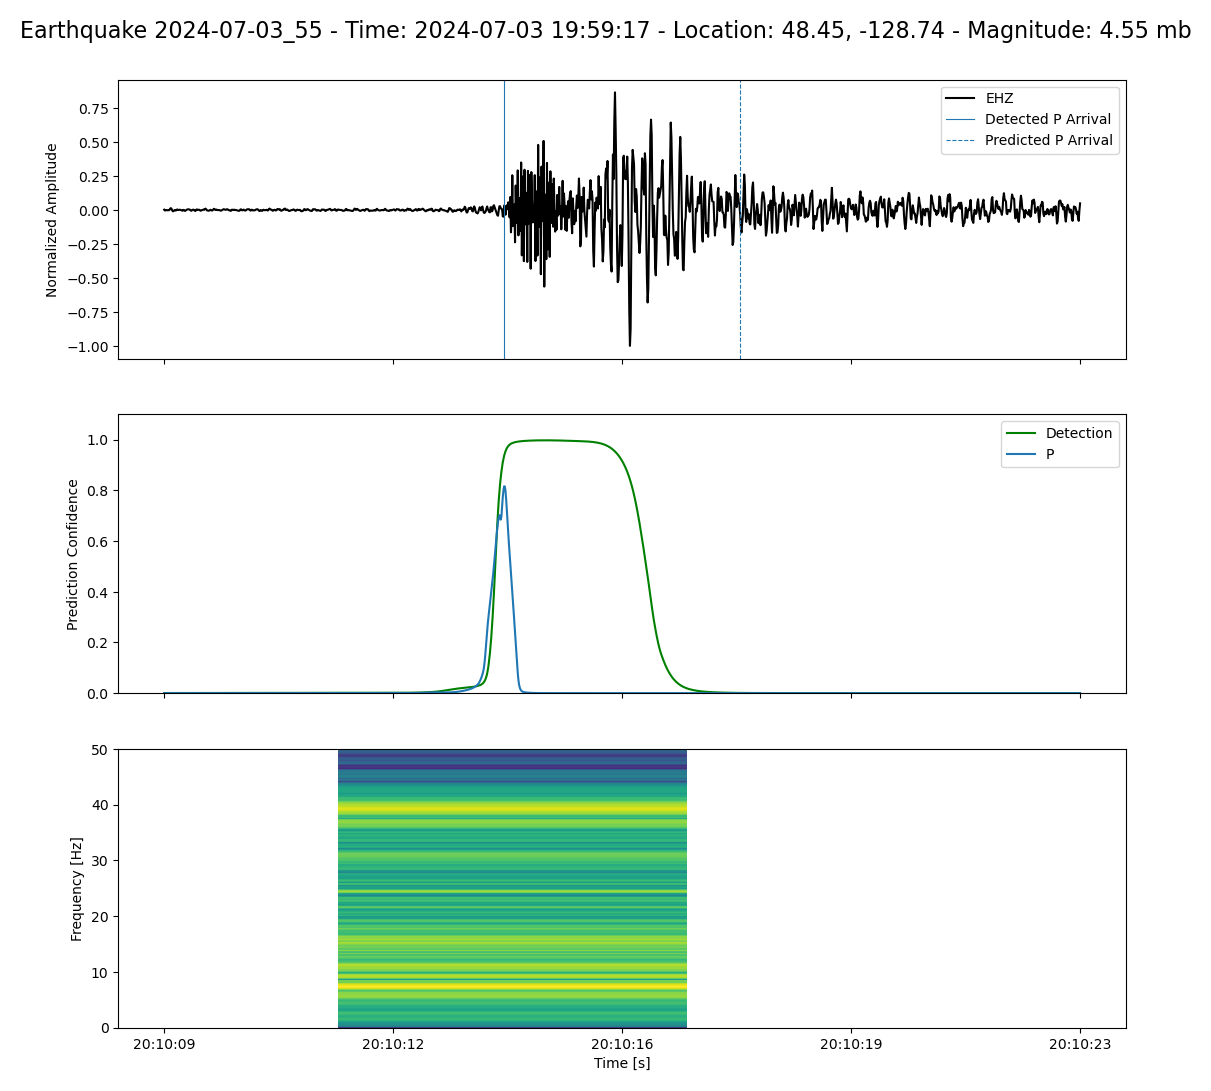 Earthquake 2024-07-03_55 - Time: 2024-07-03 19:59:17 - Location: 48.45, -128.74 - Magnitude: 4.55 mb
EHZ
Detected P Arrival
Predicted P Arrival
Normalized Amplitude
0.75
0.50
0.25
0.00
−0.25
−0.50
−0.75
−1.00
Detection
P
Prediction Confidence
1.0
0.8
0.6
0.4
0.2
0.0
Frequency [Hz]
50
40
30
20
10
0
20:10:09
20:10:12
20:10:16
20:10:19
20:10:23
Time [s]